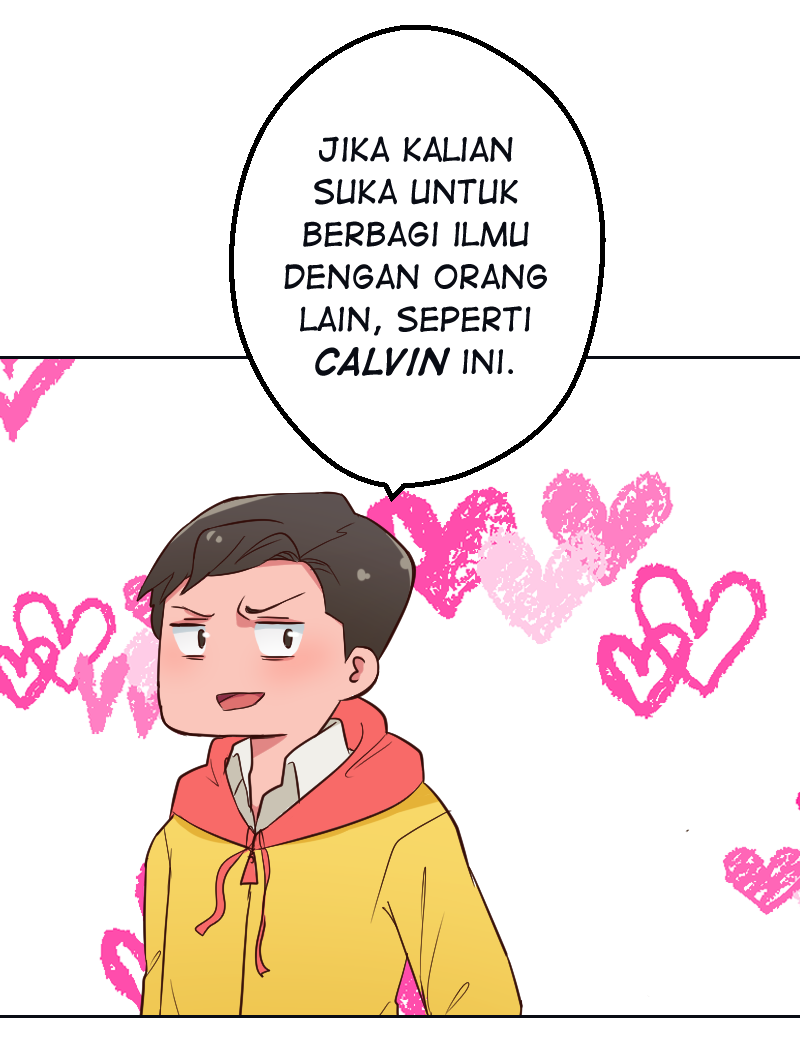 JIKA KALIAN
SUKA UNTUK
BERBAGI ILMU
DENGAN ORANG
LAIN, SEPERTI
CALVIN INI.